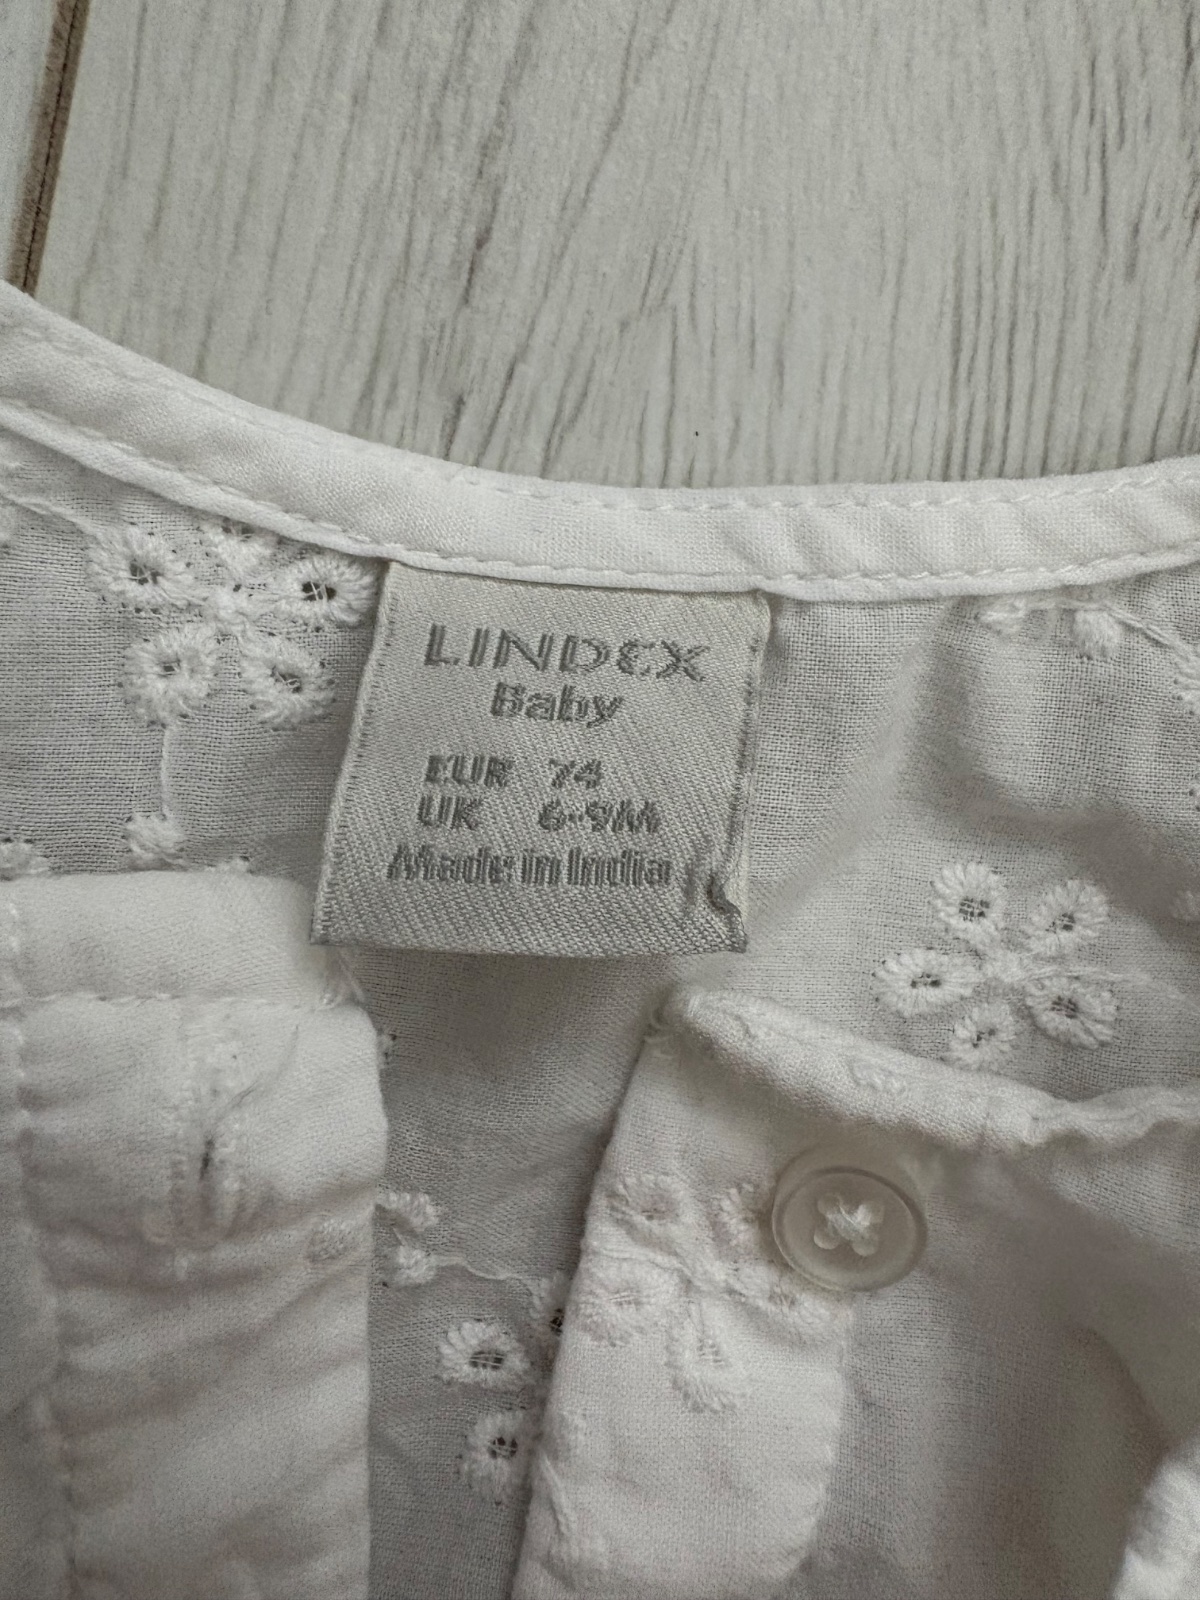 LINDEX
Baby
EUR 74
UK 6-9M
Made in India